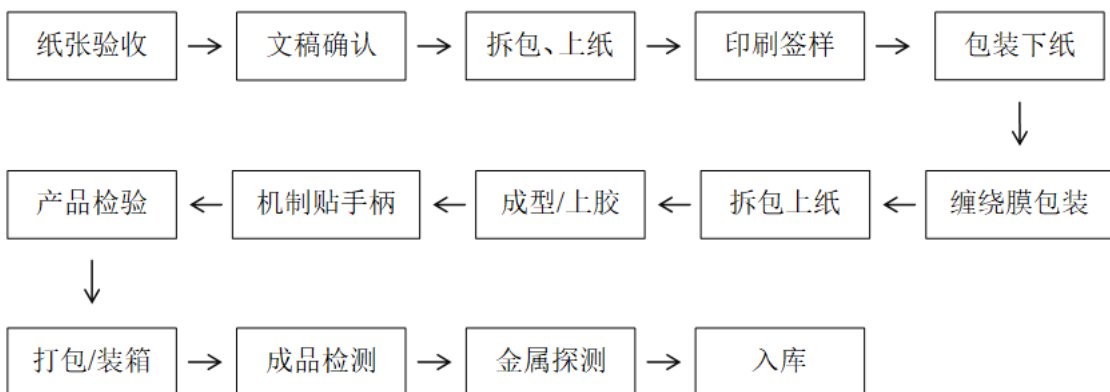 纸张验收 → 文稿确认 → 拆包、上纸 → 印刷签样 → 包装下纸
产品检验 ← 机制贴手柄 ← 成型/上胶 ← 拆包上纸 ← 缠绕膜包装
打包/装箱 → 成品检测 → 金属探测 → 入库